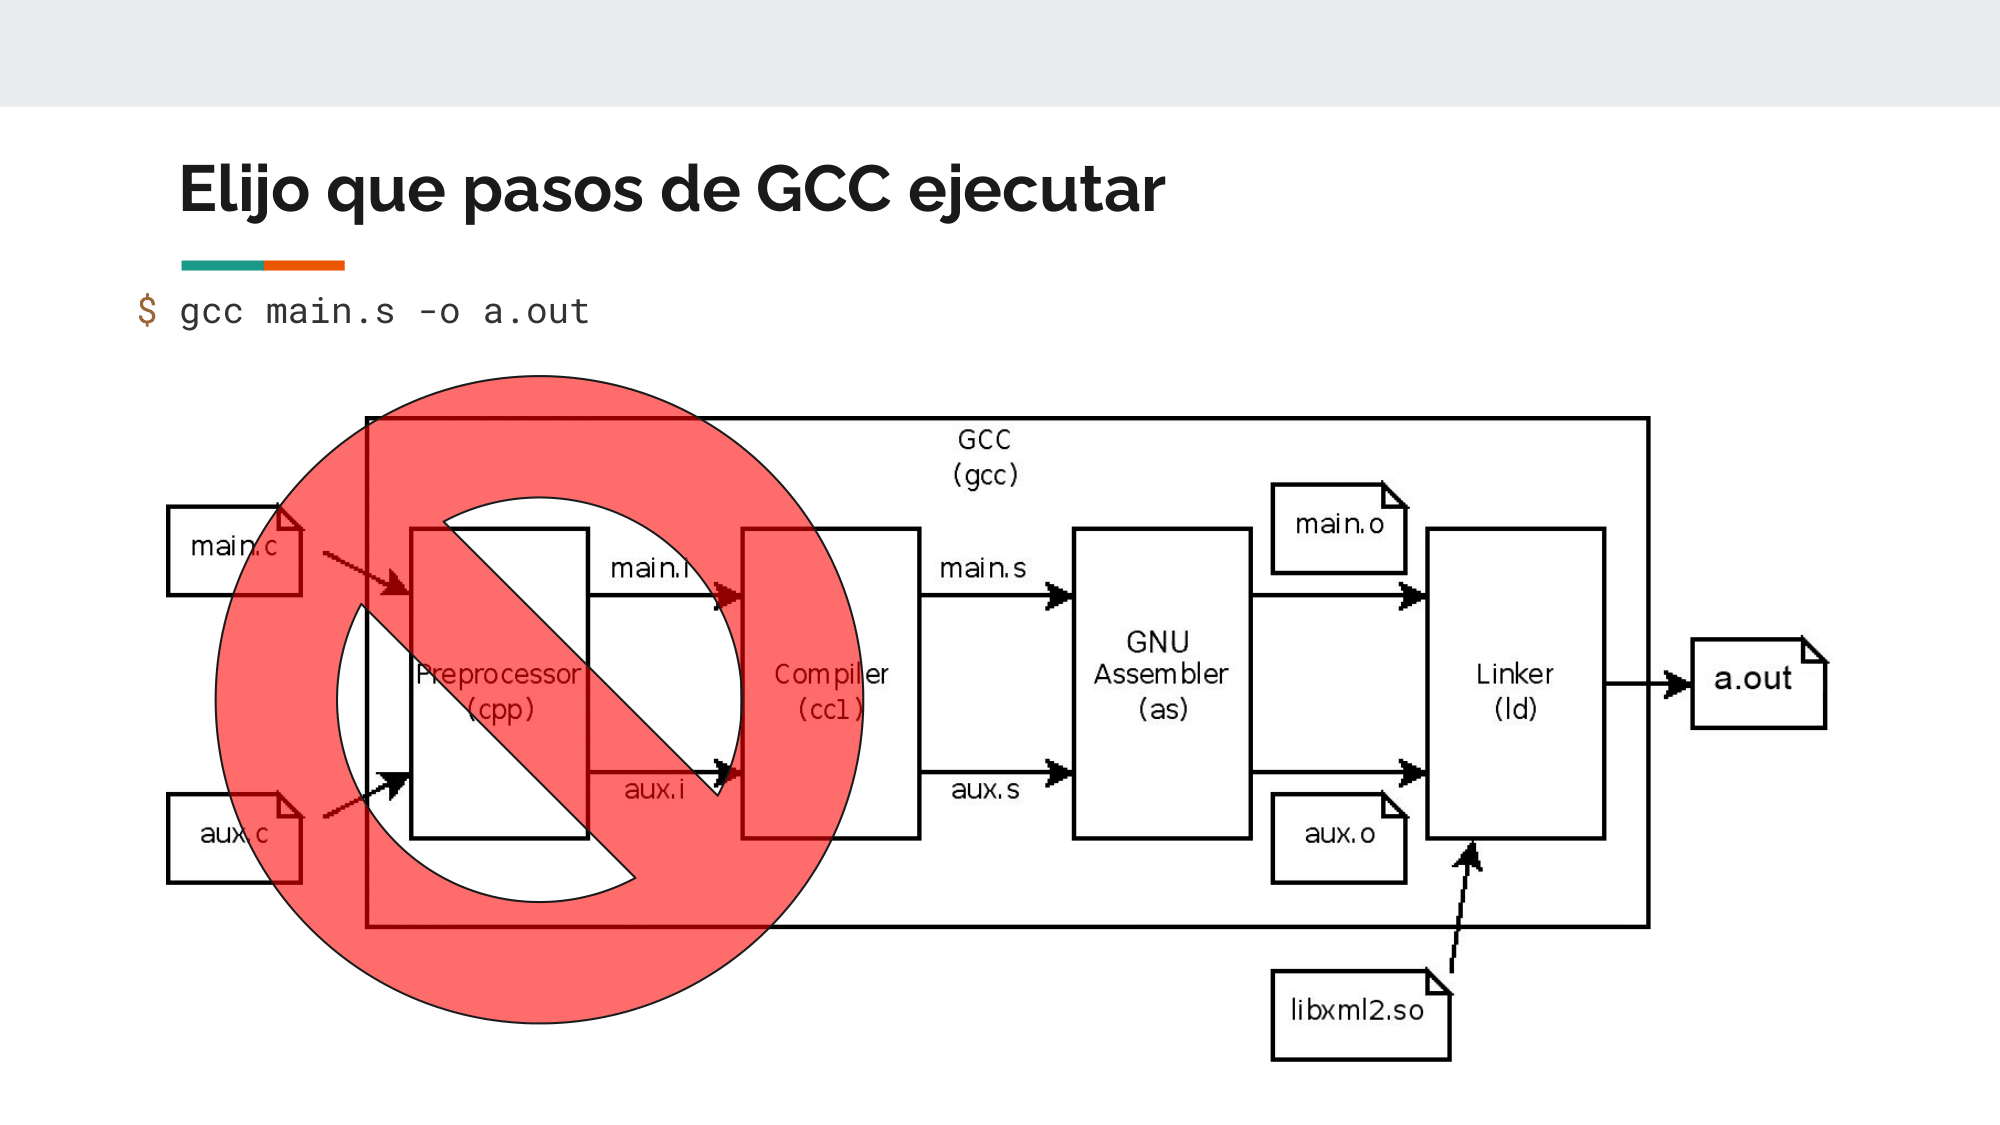 Elijo que pasos de GCC ejecutar
$ gcc main.s -o a.out
GCC
(gcc)
main.c
main.i
main.s
main.o
Preprocessor
(cpp)
Compiler
(ccl)
GNU
Assembler
(as)
Linker
(ld)
a.out
aux.c
aux.i
aux.s
aux.o
libxml2.so